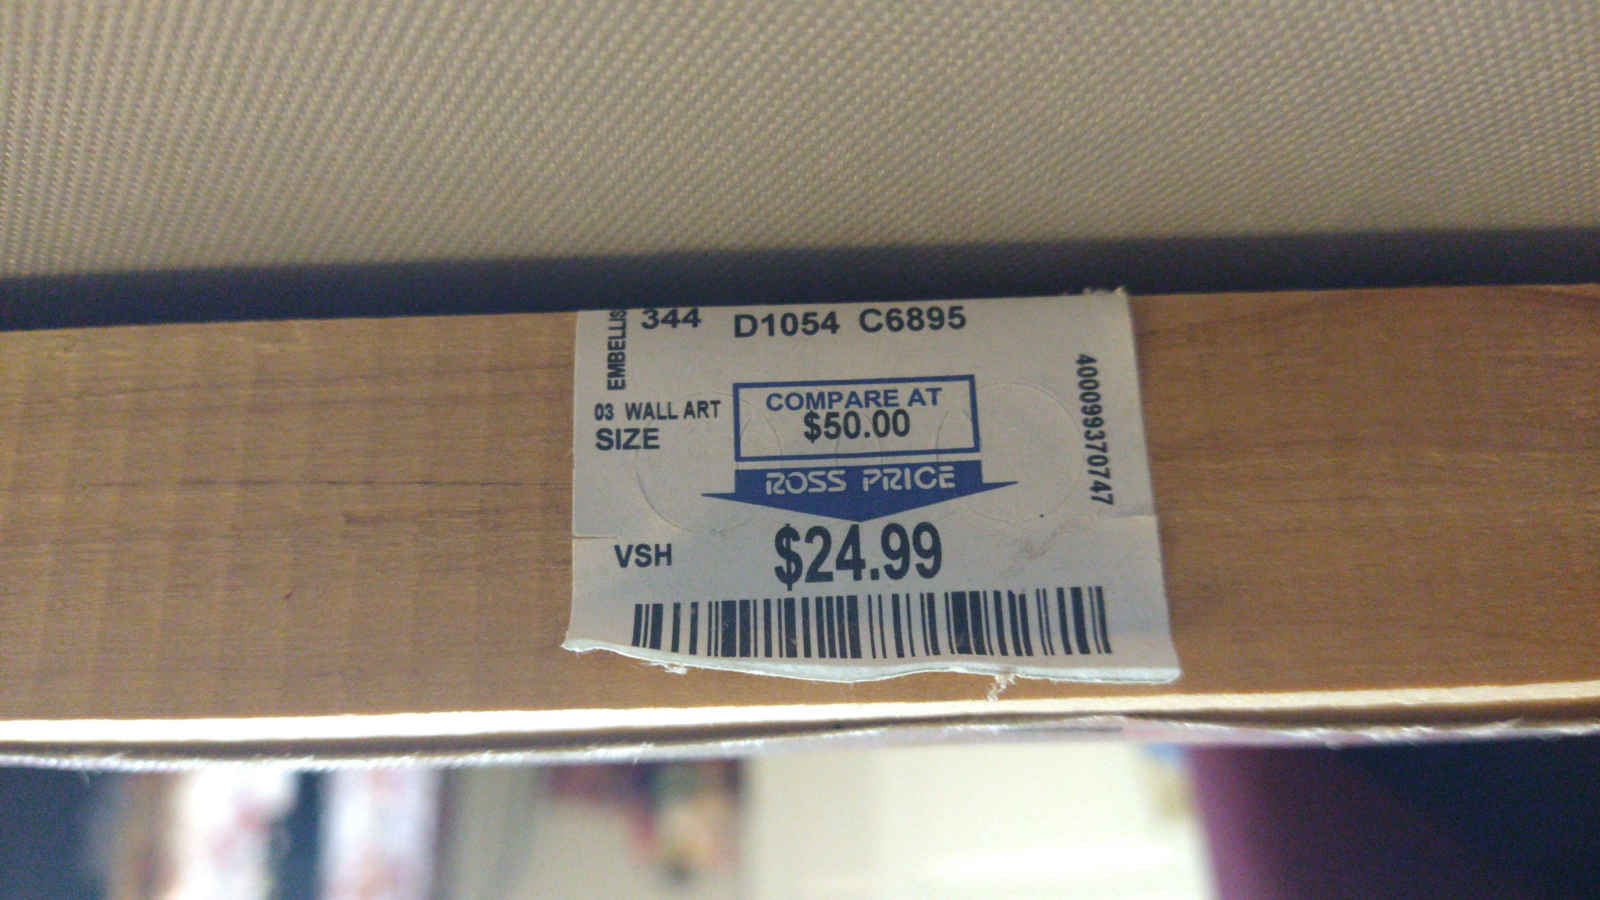 344 D1054 C6895
EMBELLIS
03 WALL ART
SIZE
COMPARE AT
$50.00
ROSS PRICE
$24.99
VSH
400099370747